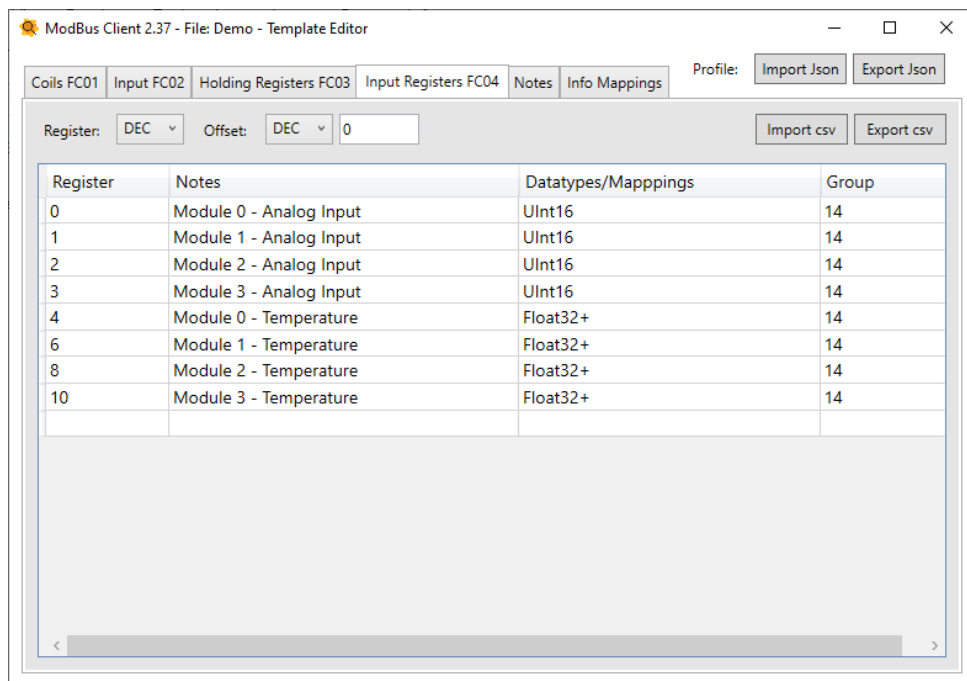 ModBus Client 2.37 - File: Demo - Template Editor
Coils FC01 Input FC02 Holding Registers FC03 Input Registers FC04 Notes Info Mappings Profile: Import Json Export Json
Register: DEC Offset: DEC 0 Import csv Export csv
Register Notes Datatypes/Mapppings Group
0 Module 0 - Analog Input UInt16 14
1 Module 1 - Analog Input UInt16 14
2 Module 2 - Analog Input UInt16 14
3 Module 3 - Analog Input UInt16 14
4 Module 0 - Temperature Float32+ 14
6 Module 1 - Temperature Float32+ 14
8 Module 2 - Temperature Float32+ 14
10 Module 3 - Temperature Float32+ 14